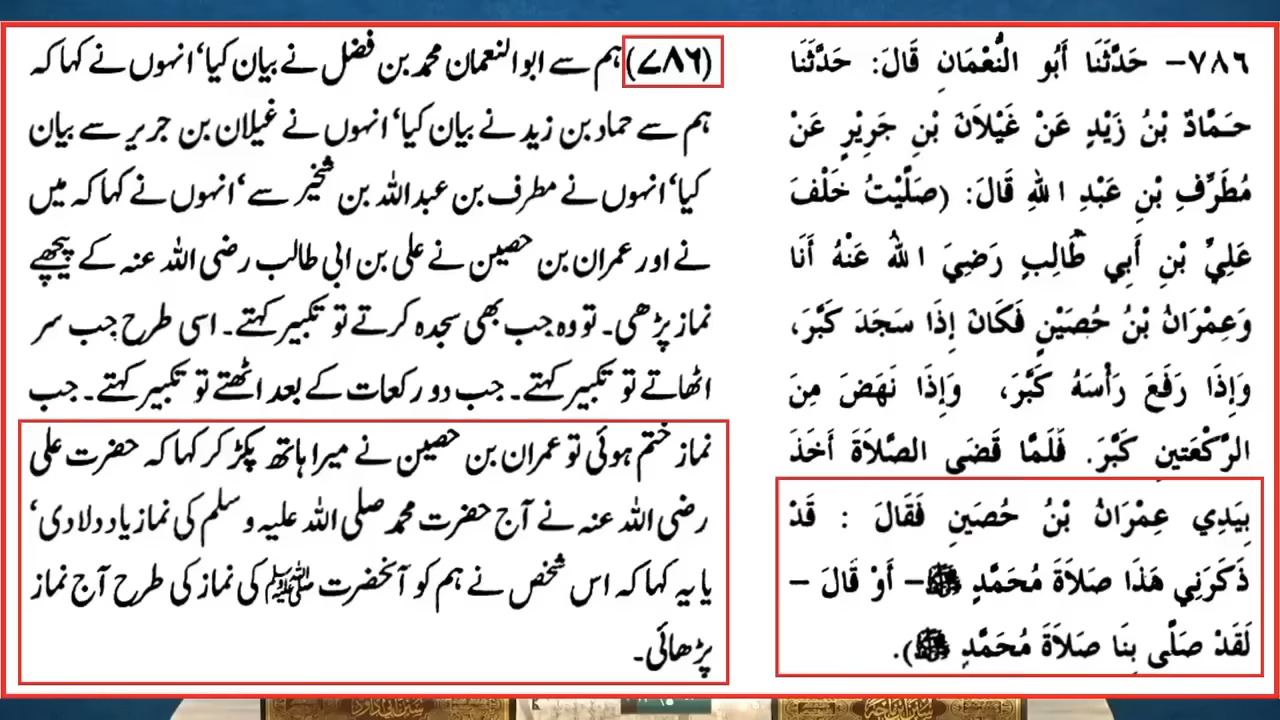 ٧٨٦- حَدَّثَنَا أَبُو النُّعْمَانِ قَالَ: حَدَّثَنَا
حَمَّادُ بْنُ زَيْدٍ عَنْ غَيْلَانَ بْنِ جَرِيْرٍ عَنْ
مُطَرِّفِ بْنِ عَبْدِ اللهِ قَالَ: (صَلَّيْتُ خَلْفَ
عَلِيِّ بْنِ أَبِي طَالِبٍ رَضِيَ اللهُ عَنْهُ أَنَا
وَعِمْرَانُ بْنُ حُصَيْنٍ فَكَانَ إِذَا سَجَدَ كَبَّرَ،
وَإِذَا رَفَعَ رَأْسَهُ كَبَّرَ، وَإِذَا نَهَضَ مِنَ
الرَّكْعَتَينِ كَبَّرَ. فَلَمَّا قَضَى الصَّلَاةَ أَخَذَ
بِيَدِي عِمْرَانُ بْنُ حُصَينِ فَقَالَ : قَدْ
ذَكَرَنِي هَذَا صَلَاةَ مُحَمَّدٍ ﷺ- أَوْ قَالَ -
لَقَدْ صَلَّى بِنَا صَلَاةَ مُحَمَّدٍ ﷺ).
(۷۸۶) ہم سے ابوالنعمان محمد بن فضل نے بیان کیا‘ انہوں نے کہا کہ
ہم سے حماد بن زید نے بیان کیا‘ انہوں نے غیلان بن جریر سے بیان
کیا‘ انہوں نے مطرف بن عبداللہ بن شخیر سے‘ انہوں نے کہا کہ میں
نے اور عمران بن حصین نے علی بن ابی طالب رضی اللہ عنہ کے پیچھے
نماز پڑھی۔ تو وہ جب بھی سجدہ کرتے تو تکبیر کہتے۔ اسی طرح جب سر
اٹھاتے تو تکبیر کہتے۔ جب دو رکعات کے بعد اٹھتے تو تکبیر کہتے۔ جب
نماز ختم ہوئی تو عمران بن حصین نے میرا ہاتھ پکڑ کر کہا کہ حضرت علی
رضی اللہ عنہ نے آج حضرت محمد صلی اللہ علیہ و سلم کی نماز یاد دلا دی‘
یا یہ کہا کہ اس شخص نے ہم کو آنحضرت ﷺ کی نماز کی طرح آج نماز
پڑھائی۔